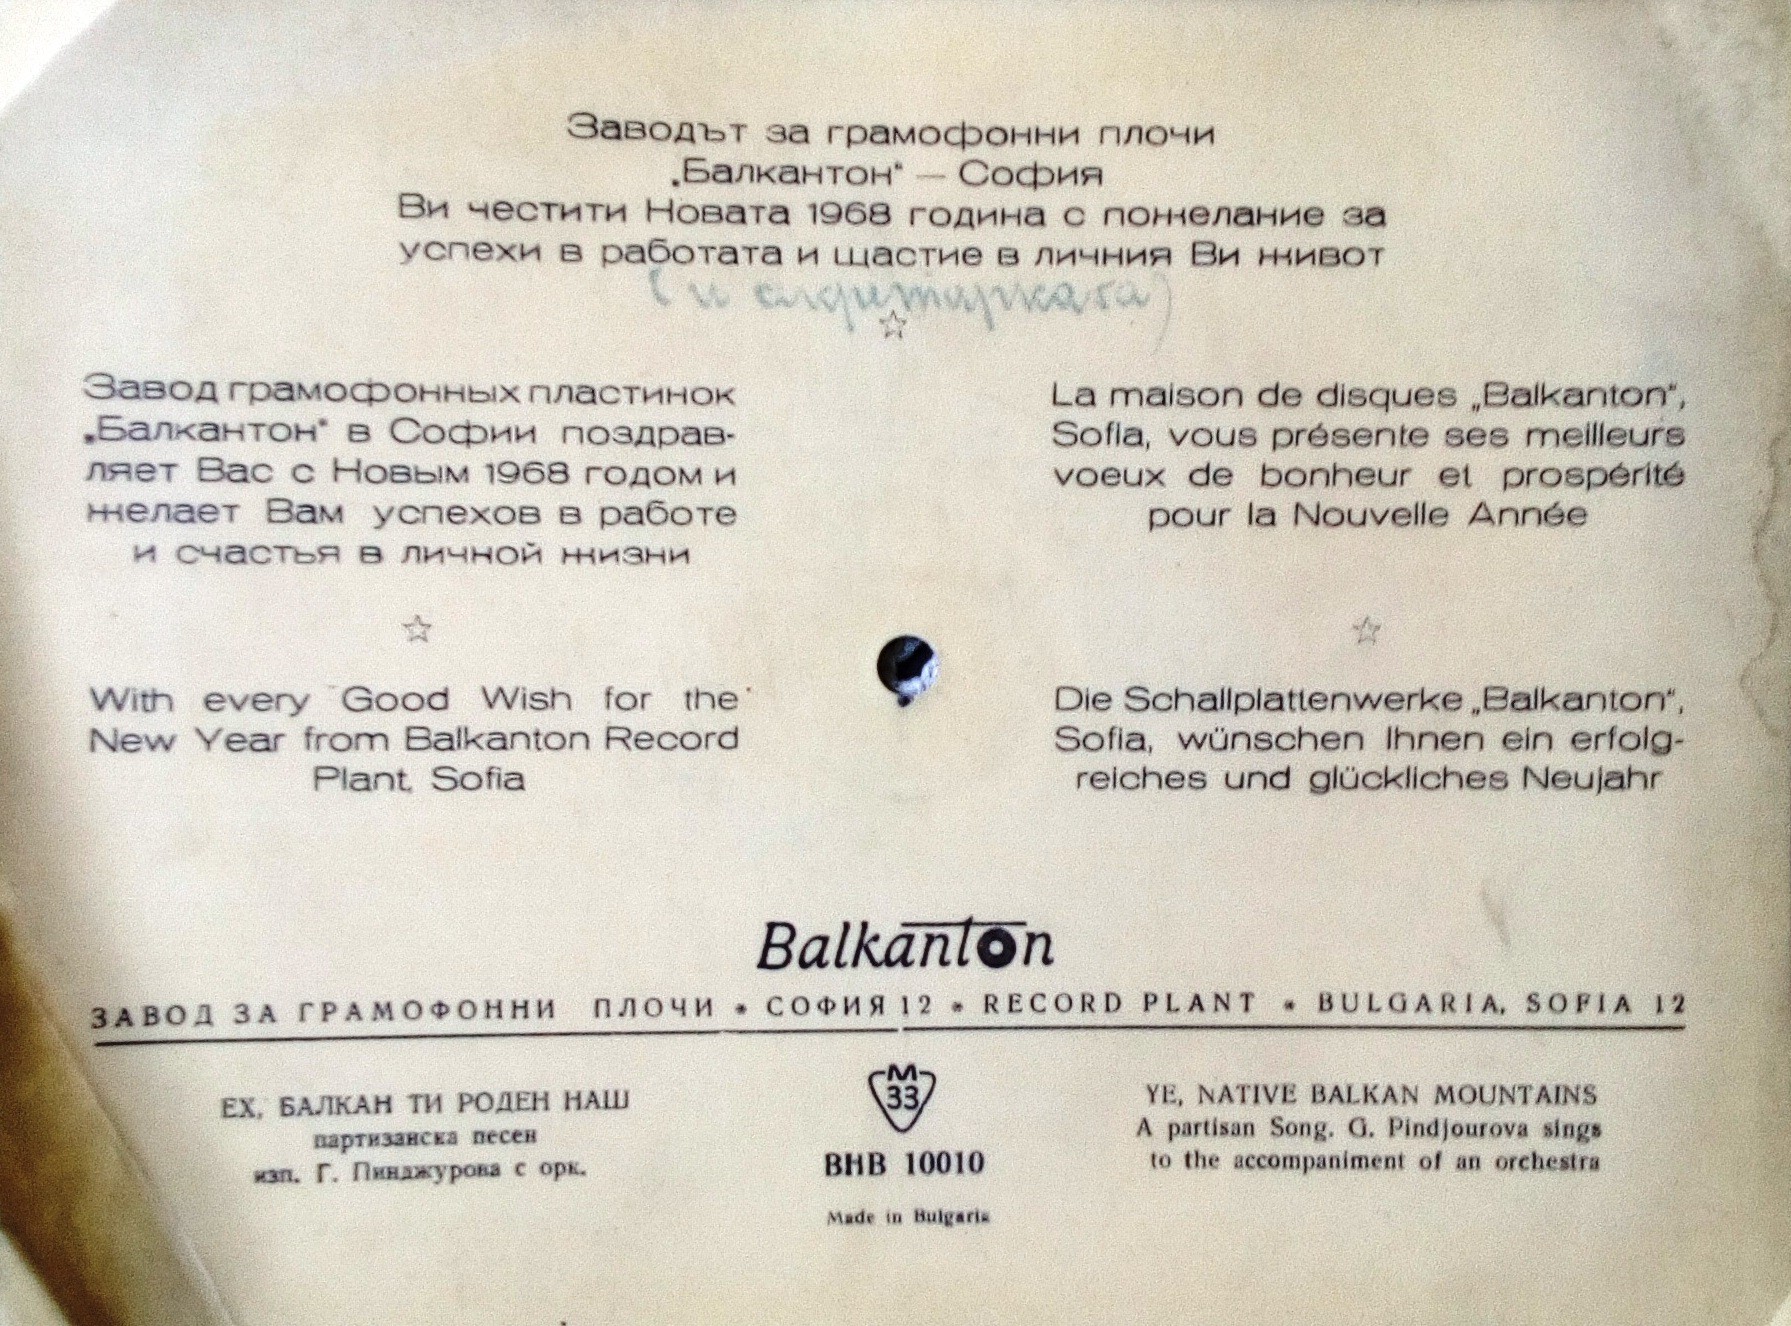 Заводът за грамофонни плочи
„Балкантон“ — София
Ви честити Новата 1968 година с пожелание за
успехи в работата и щастие в личния Ви живот
Завод грамофонных пластинок
„Балкантон“ в Софии поздрав-
ляет Вас с Новым 1968 годом и
желает Вам успехов в работе
и счастья в личной жизни
La maison de disques „Balkanton“,
Sofia, vous présente ses meilleurs
voeux de bonheur et prospérité
pour la Nouvelle Année
With every Good Wish for the
New Year from Balkanton Record
Plant, Sofia
Die Schallplattenwerke „Balkanton“,
Sofia, wünschen Ihnen ein erfolg-
reiches und glückliches Neujahr
Balkanton
ЗАВОД ЗА ГРАМОФОННИ ПЛОЧИ * СОФИЯ 12 * RECORD PLANT * BULGARIA, SOFIA 12
ЕХ, БАЛКАН ТИ РОДЕН НАШ
партизанска песен
изп. Г. Пинджурова с орк.
М
33
ВНВ 10010
Made in Bulgaria
YE, NATIVE BALKAN MOUNTAINS
A partisan Song. G. Pindjourova sings
to the accompaniment of an orchestra